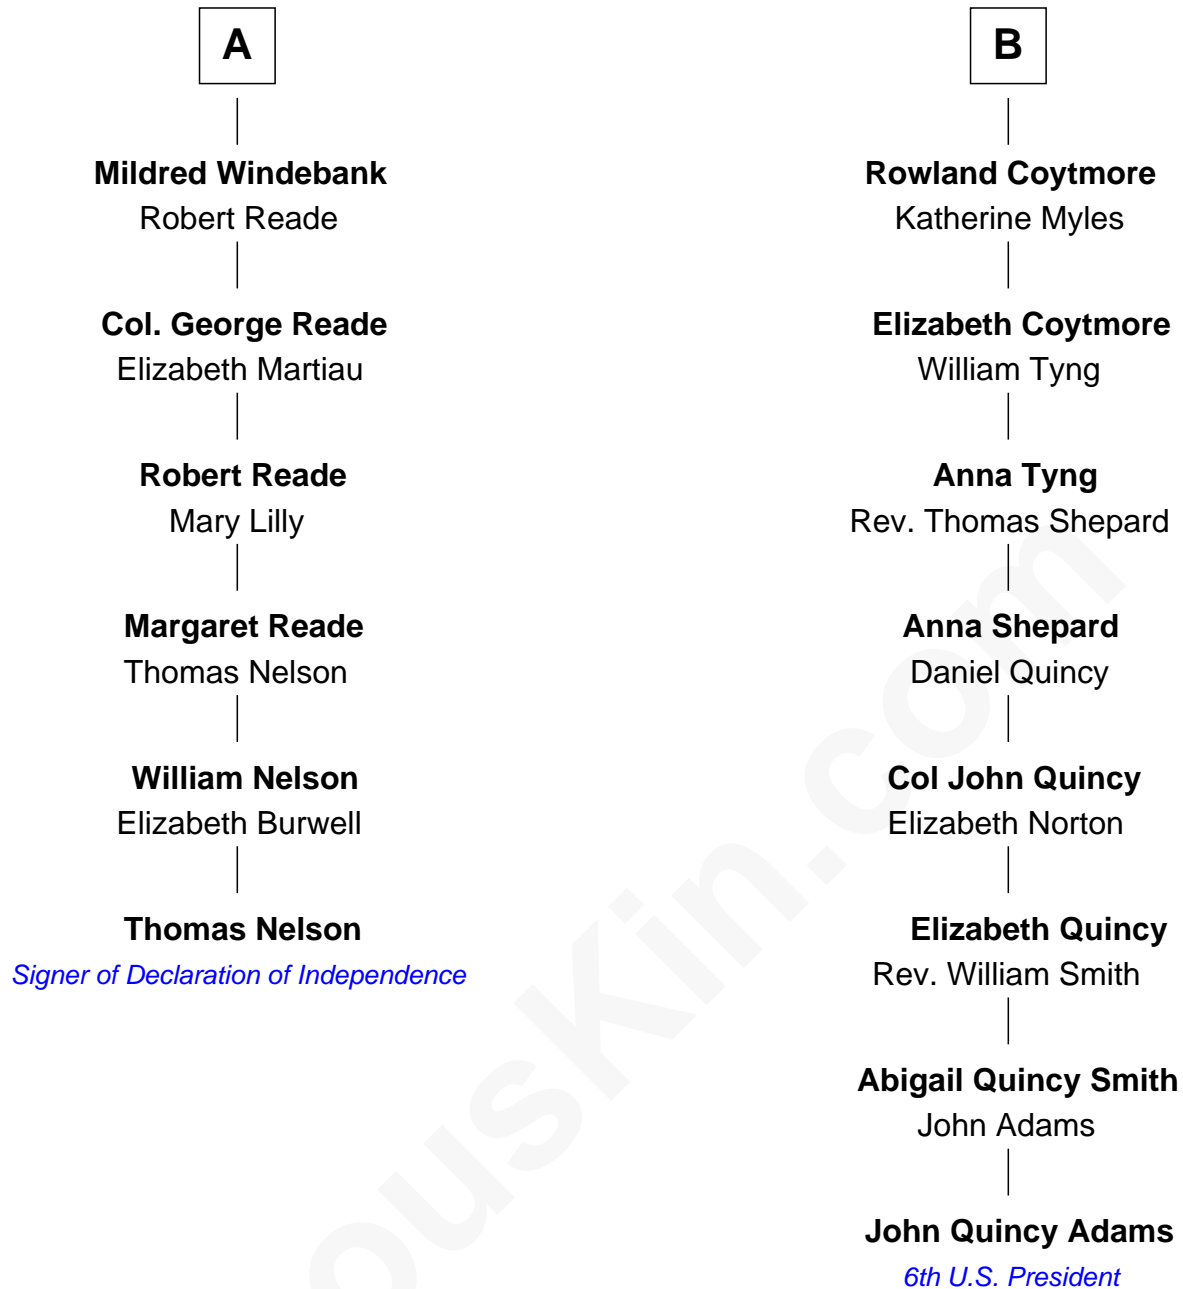 A
Mildred Windebank
Robert Reade
Col. George Reade
Elizabeth Martiau
Robert Reade
Mary Lilly
Margaret Reade
Thomas Nelson
William Nelson
Elizabeth Burwell
Thomas Nelson
Signer of Declaration of Independence
B
Rowland Coytmore
Katherine Myles
Elizabeth Coytmore
William Tyng
Anna Tyng
Rev. Thomas Shepard
Anna Shepard
Daniel Quincy
Col John Quincy
Elizabeth Norton
Elizabeth Quincy
Rev. William Smith
Abigail Quincy Smith
John Adams
John Quincy Adams
6th U.S. President
ousKin.com